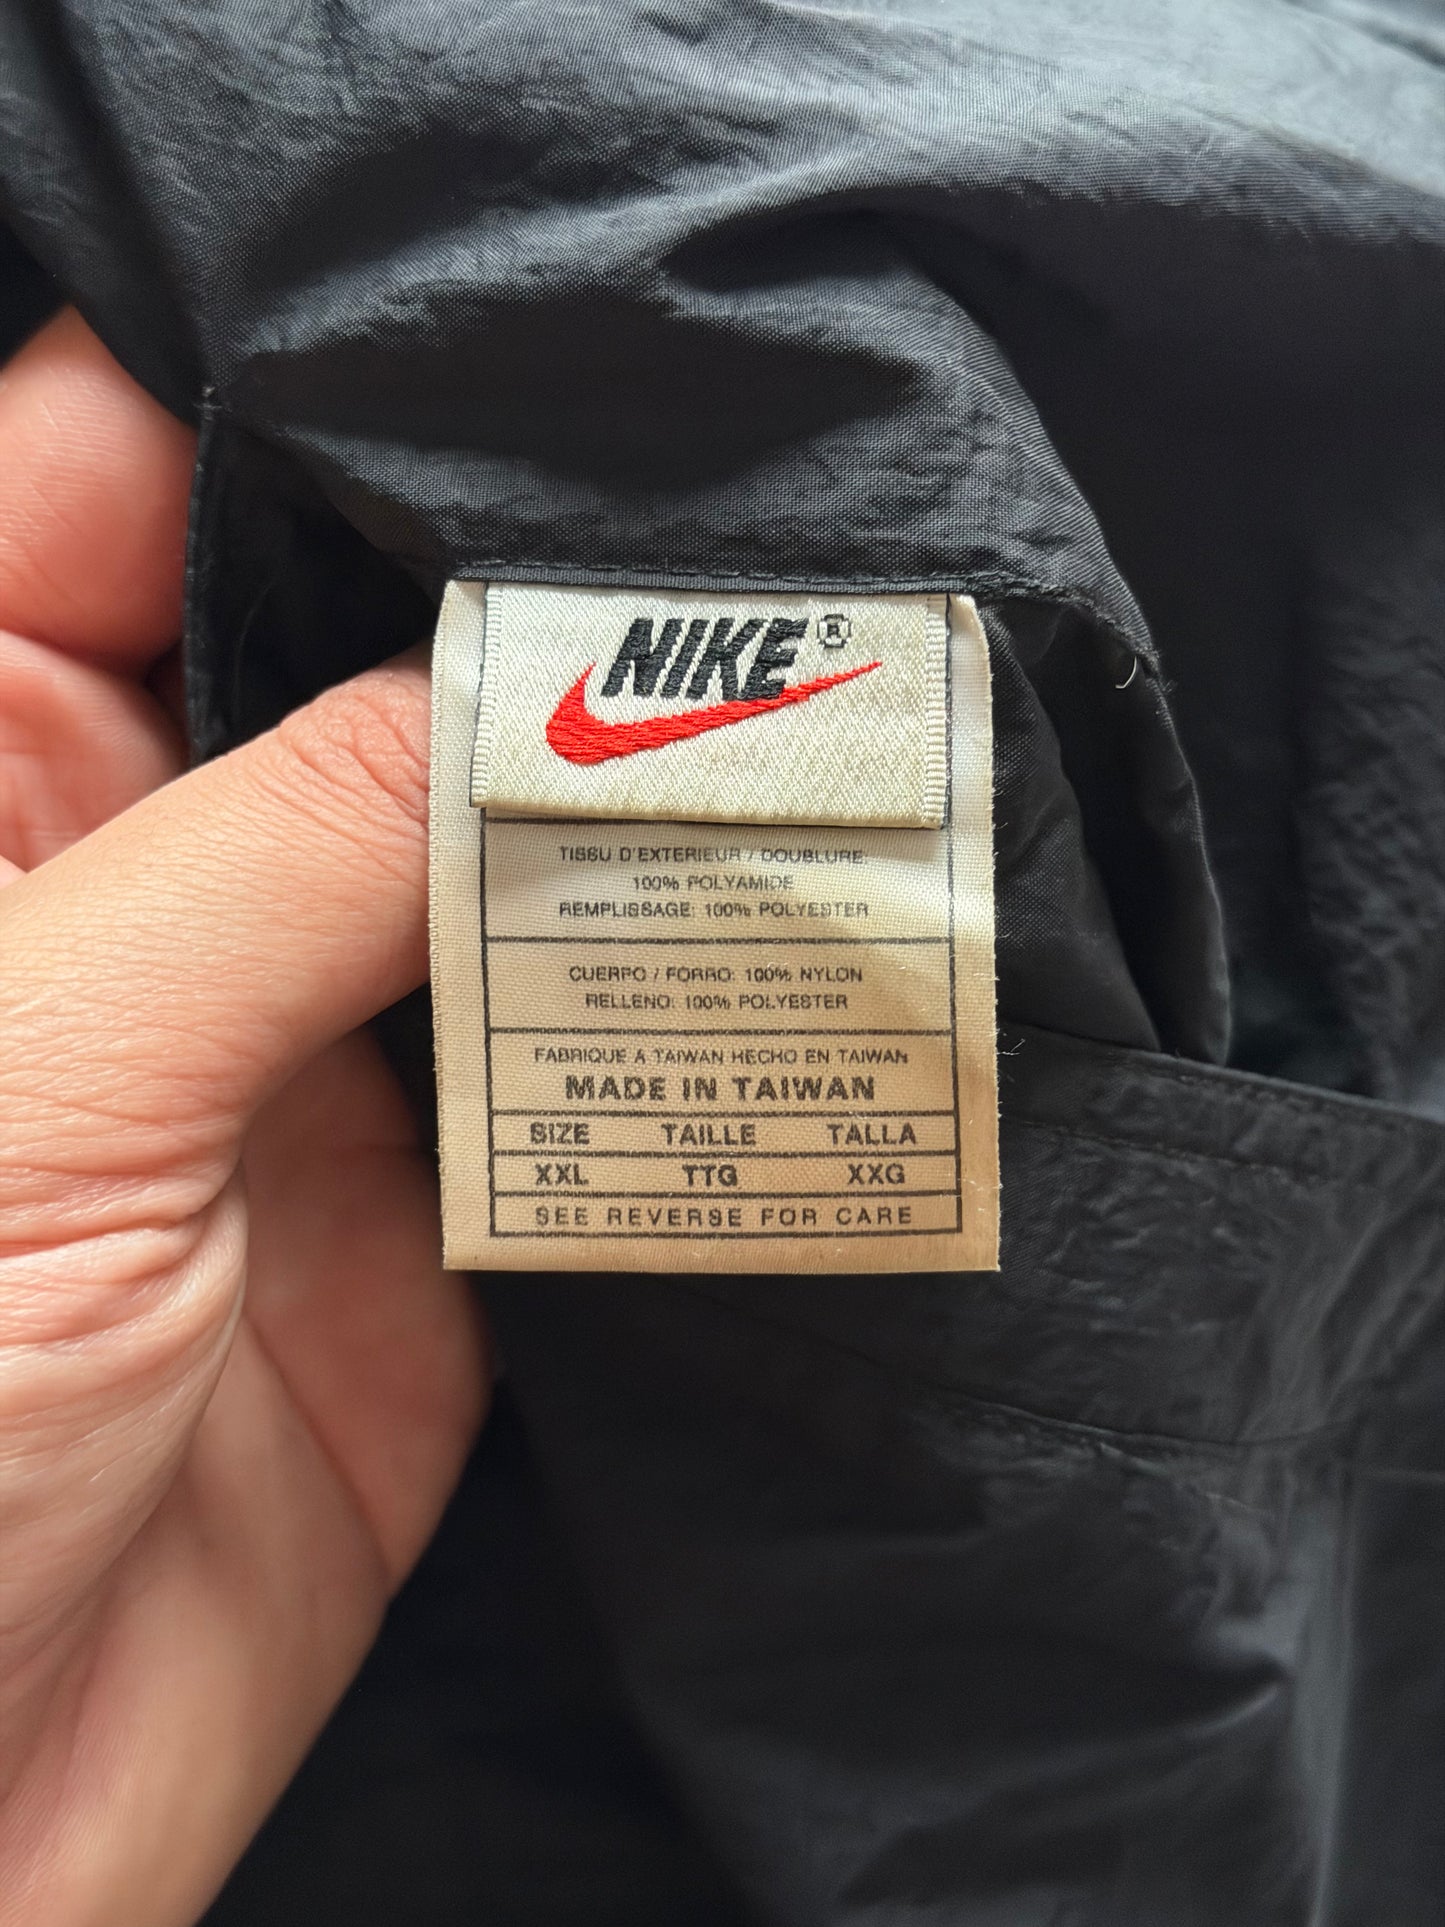 NIKE®
TISSU D'EXTERIEUR / DOUBLURE:
100% POLYAMIDE
REMPLISSAGE: 100% POLYESTER
CUERPO / FORRO: 100% NYLON
RELLENO: 100% POLYESTER
FABRIQUE A TAIWAN HECHO EN TAIWAN
MADE IN TAIWAN
SIZE TAILLE TALLA
XXL TTG XXG
SEE REVERSE FOR CARE